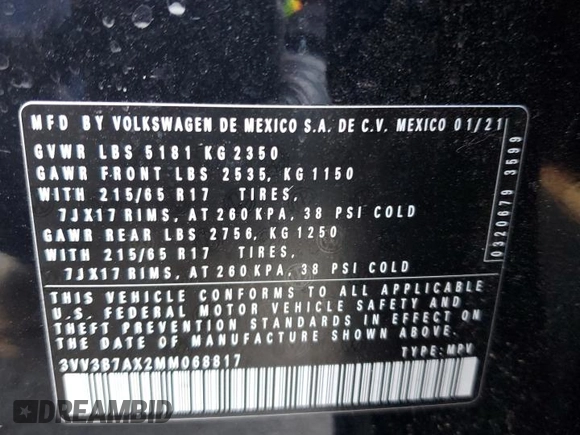 MFD BY VOLKSWAGEN DE MEXICO S.A. DE C.V. MEXICO 01/21
GVWR LBS 5181 KG 2350
GAWR FRONT LBS 2535, KG 1150
WITH 215/65 R17 TIRES,
7JX17 RIMS, AT 260 KPA, 38 PSI COLD
GAWR REAR LBS 2756, KG 1250
WITH 215/65 R17 TIRES,
7JX17 RIMS, AT 260 KPA, 38 PSI COLD
THIS VEHICLE CONFORMS TO ALL APPLICABLE
U.S. FEDERAL MOTOR VEHICLE SAFETY AND
THEFT PREVENTION STANDARDS IN EFFECT ON
THE DATE OF MANUFACTURE SHOWN ABOVE.
3VV3B7AX2MM068817 TYPE: MPV
0320679 3599
DREAMBID